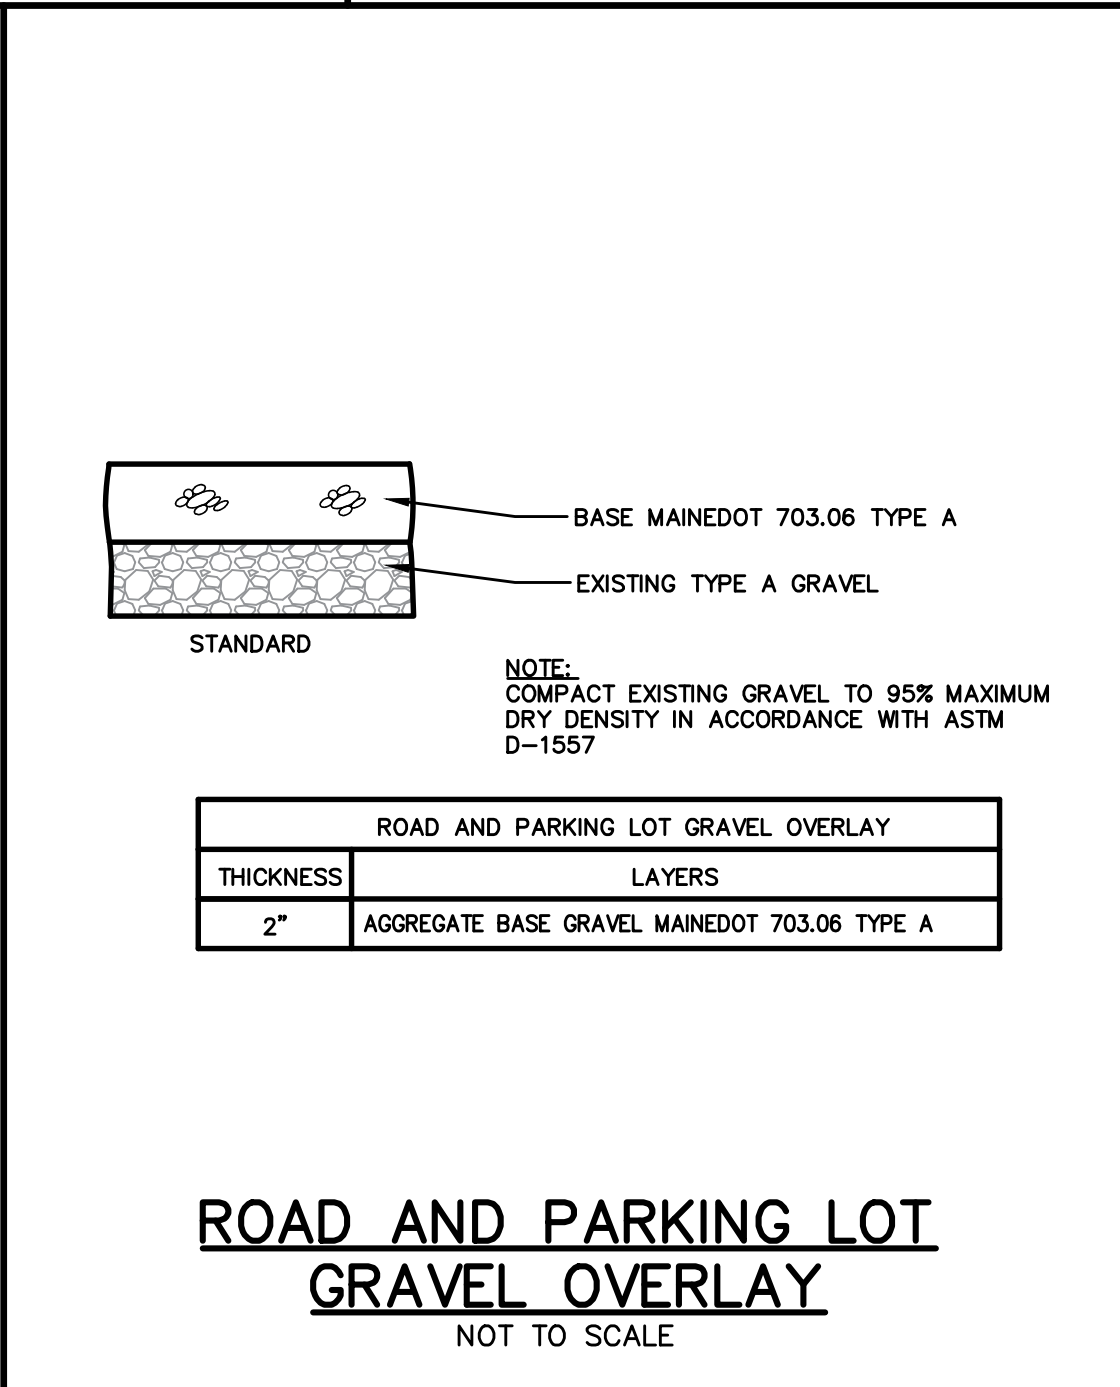 BASE MAINEDOT 703.06 TYPE A
EXISTING TYPE A GRAVEL
STANDARD
NOTE:
COMPACT EXISTING GRAVEL TO 95% MAXIMUM
DRY DENSITY IN ACCORDANCE WITH ASTM
D-1557
ROAD AND PARKING LOT GRAVEL OVERLAY
THICKNESS LAYERS
2" AGGREGATE BASE GRAVEL MAINEDOT 703.06 TYPE A
ROAD AND PARKING LOT
GRAVEL OVERLAY
NOT TO SCALE